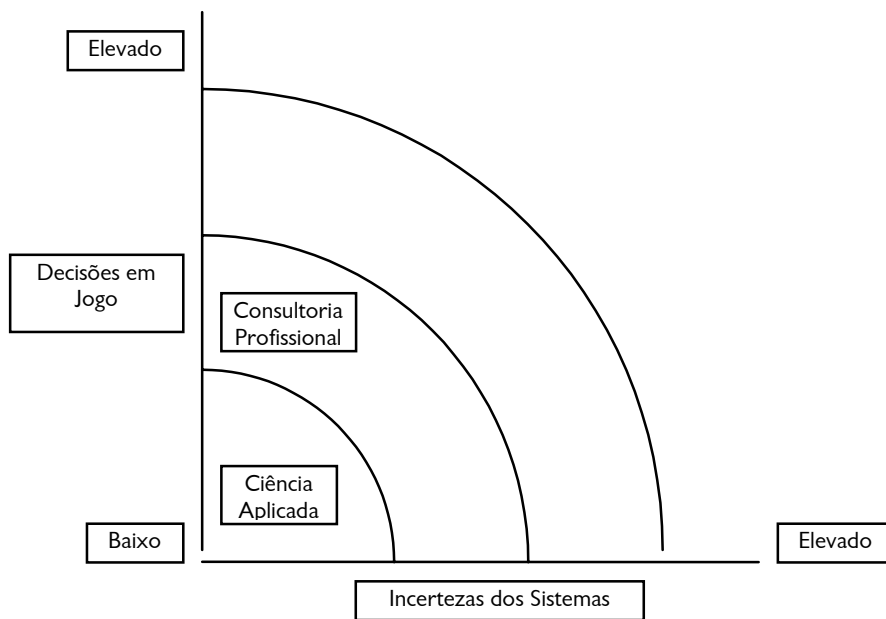 Elevado
Decisões em
Jogo
Consultoria
Profissional
Ciência
Aplicada
Baixo
Elevado
Incertezas dos Sistemas